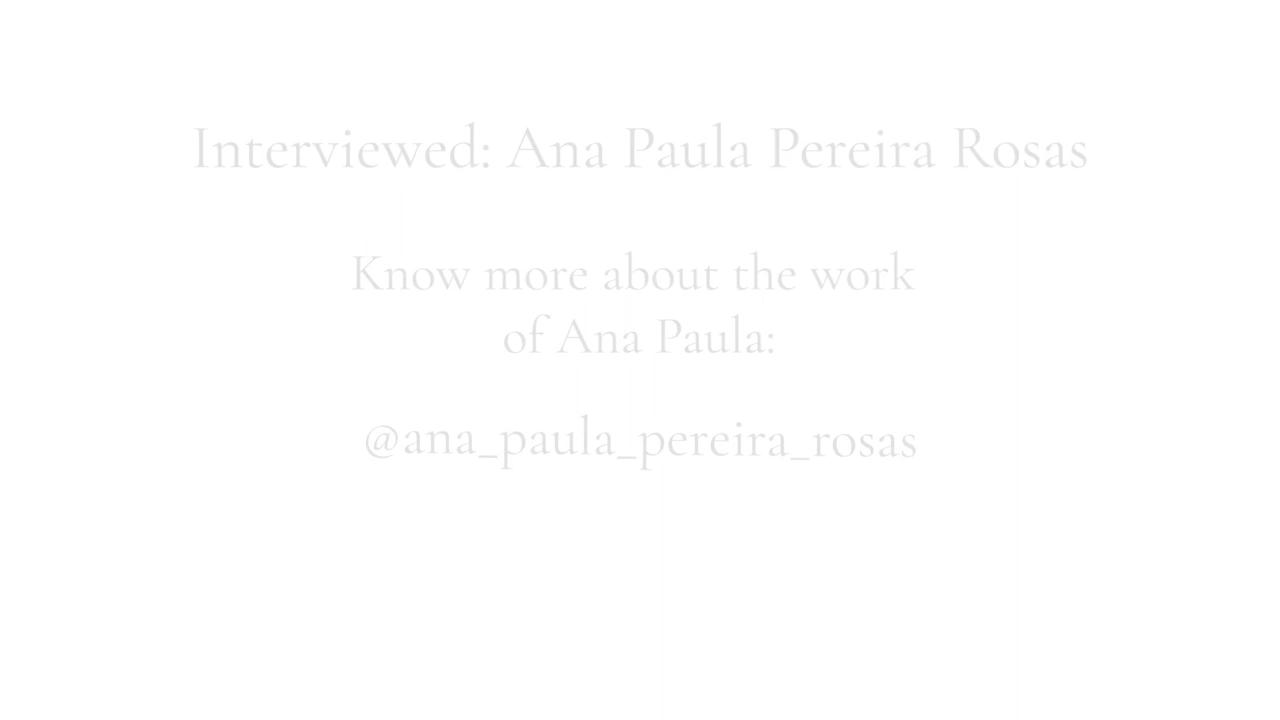 Interviewed: Ana Paula Pereira Rosas
Know more about the work
of Ana Paula:
@ana_paula_pereira_rosas